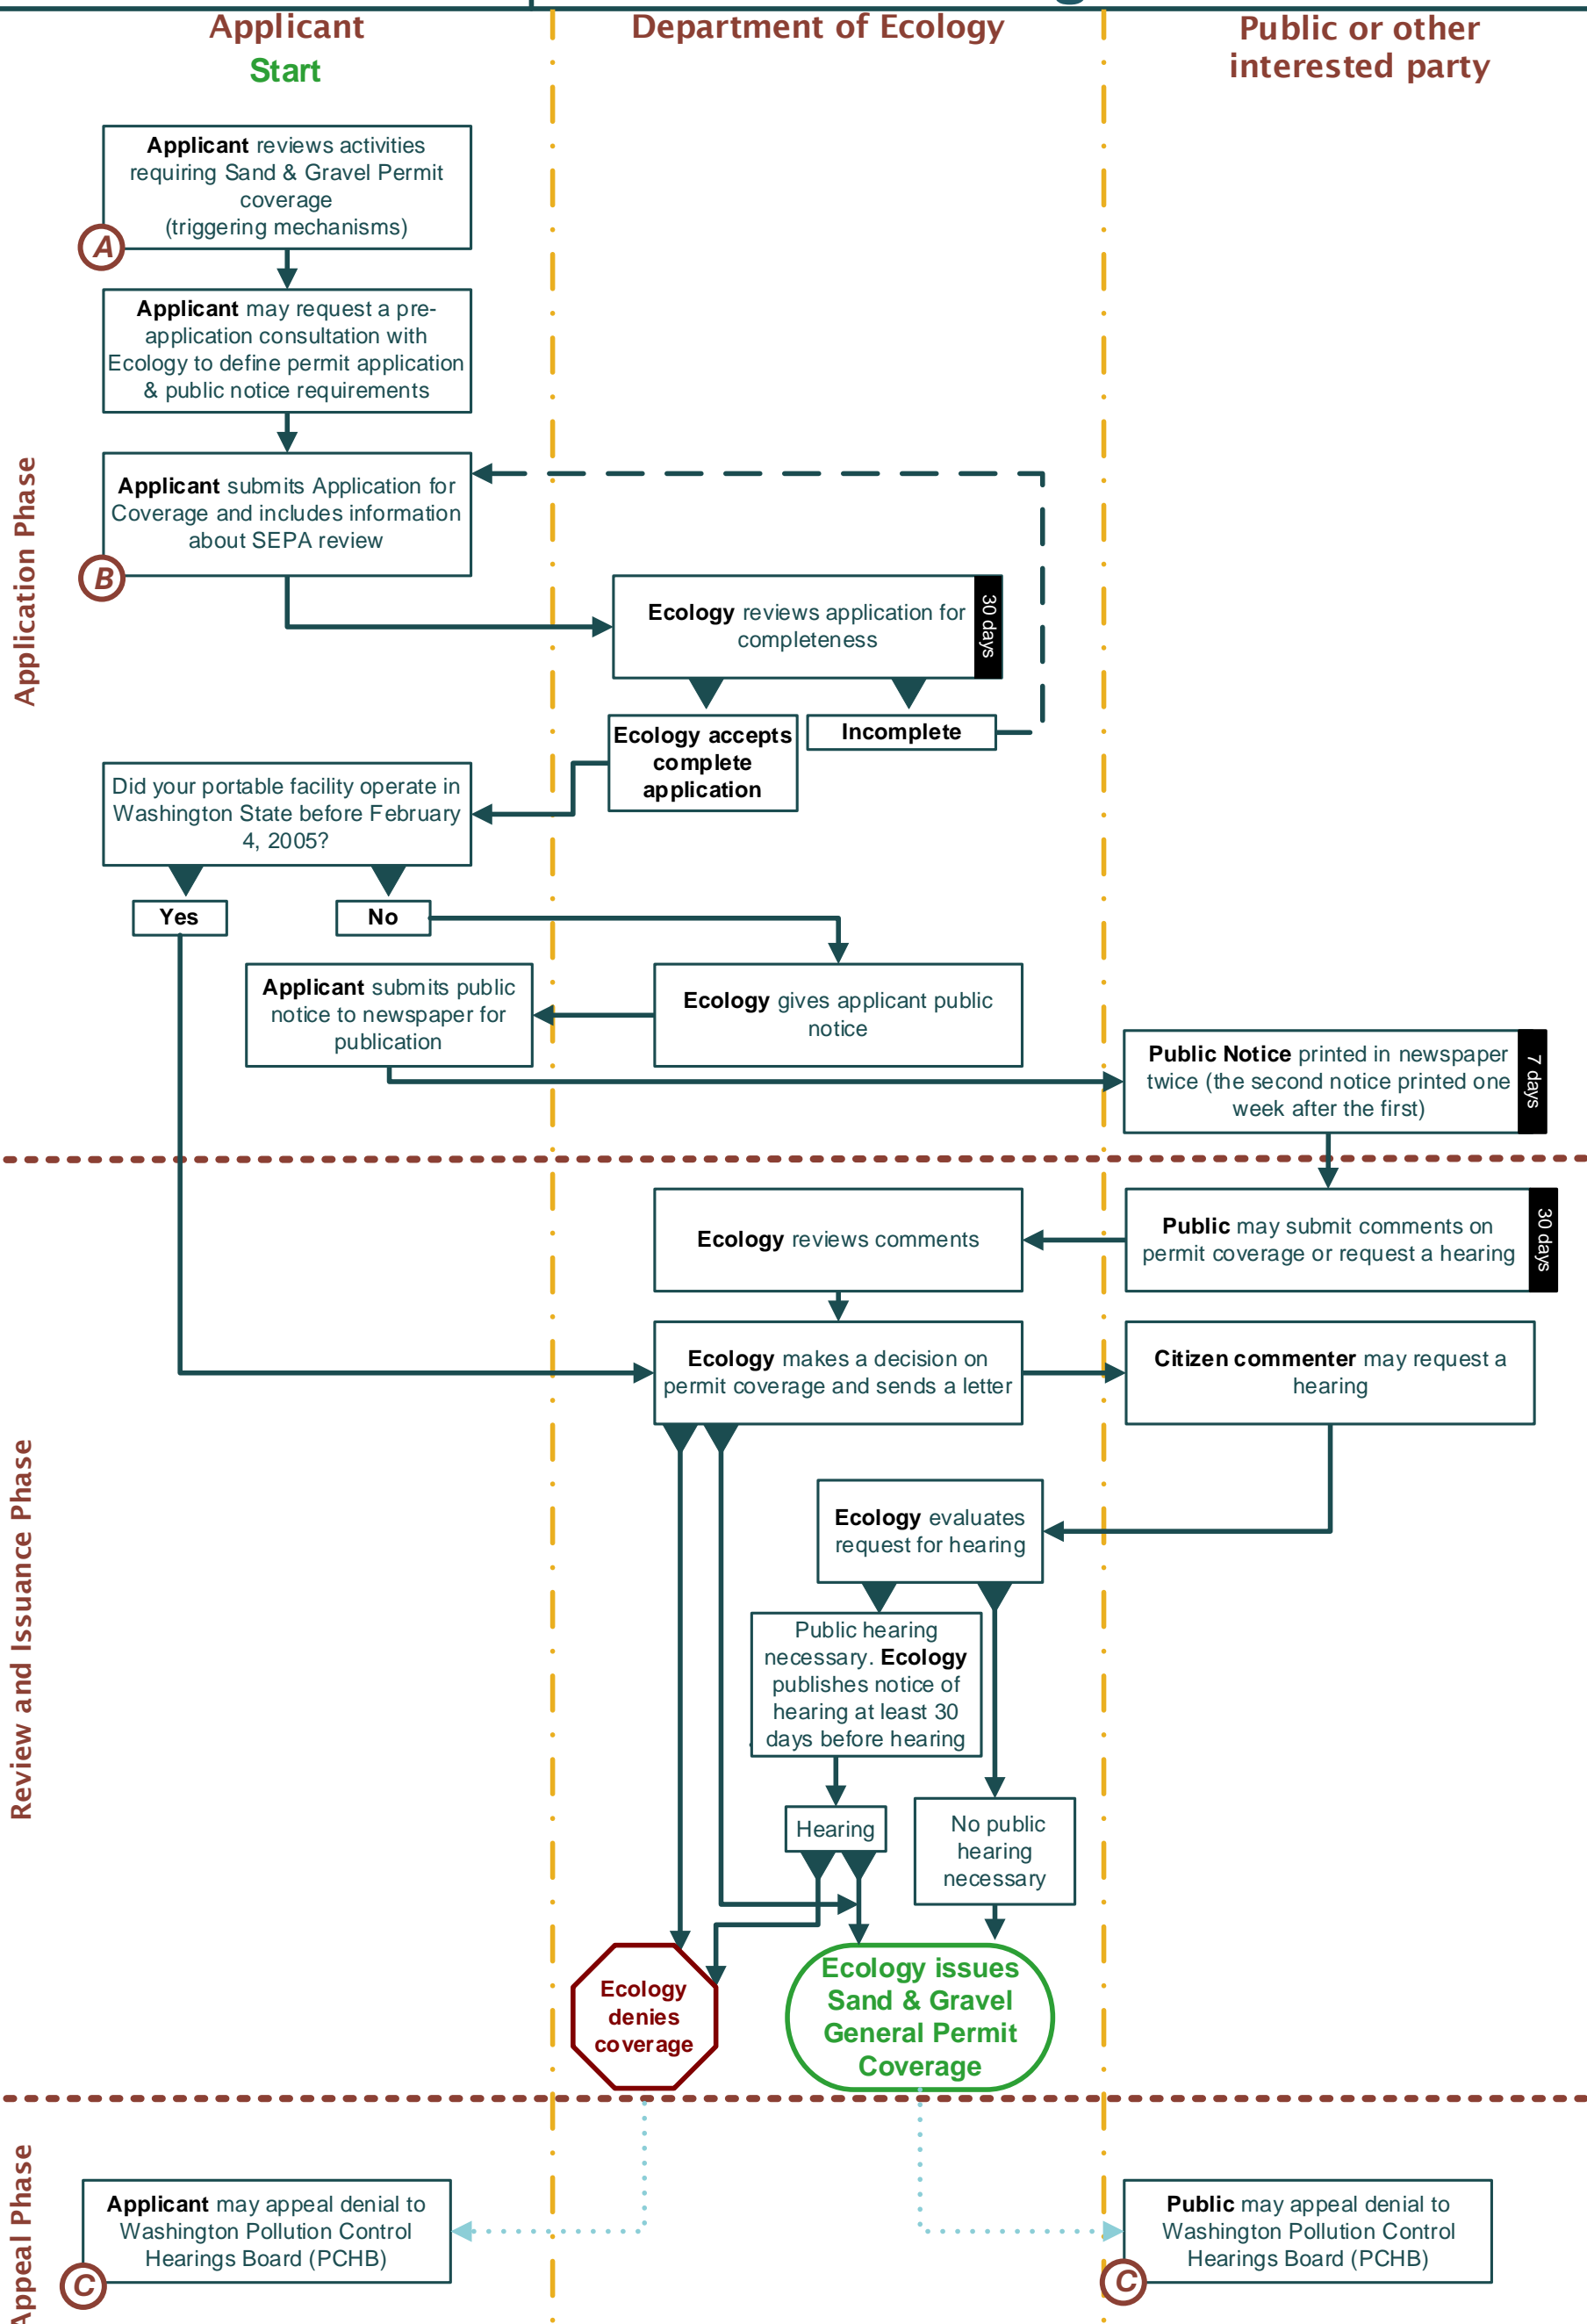 Applicant
Start
Department of Ecology
Public or other
interested party
Application Phase
Applicant reviews activities
requiring Sand & Gravel Permit
coverage
(triggering mechanisms)
A
Applicant may request a pre-
application consultation with
Ecology to define permit application
& public notice requirements
Applicant submits Application for
Coverage and includes information
about SEPA review
B
Ecology reviews application for
completeness
30 days
Ecology accepts
complete
application
Incomplete
Did your portable facility operate in
Washington State before February
4, 2005?
Yes
No
Applicant submits public
notice to newspaper for
publication
Ecology gives applicant public
notice
Public Notice printed in newspaper
twice (the second notice printed one
week after the first)
7 days
Review and Issuance Phase
Ecology reviews comments
Public may submit comments on
permit coverage or request a hearing
30 days
Ecology makes a decision on
permit coverage and sends a letter
Citizen commenter may request a
hearing
Ecology evaluates
request for hearing
Public hearing
necessary. Ecology
publishes notice of
hearing at least 30
days before hearing
Hearing
No public
hearing
necessary
Ecology
denies
coverage
Ecology issues
Sand & Gravel
General Permit
Coverage
Appeal Phase
Applicant may appeal denial to
Washington Pollution Control
Hearings Board (PCHB)
C
Public may appeal denial to
Washington Pollution Control
Hearings Board (PCHB)
C